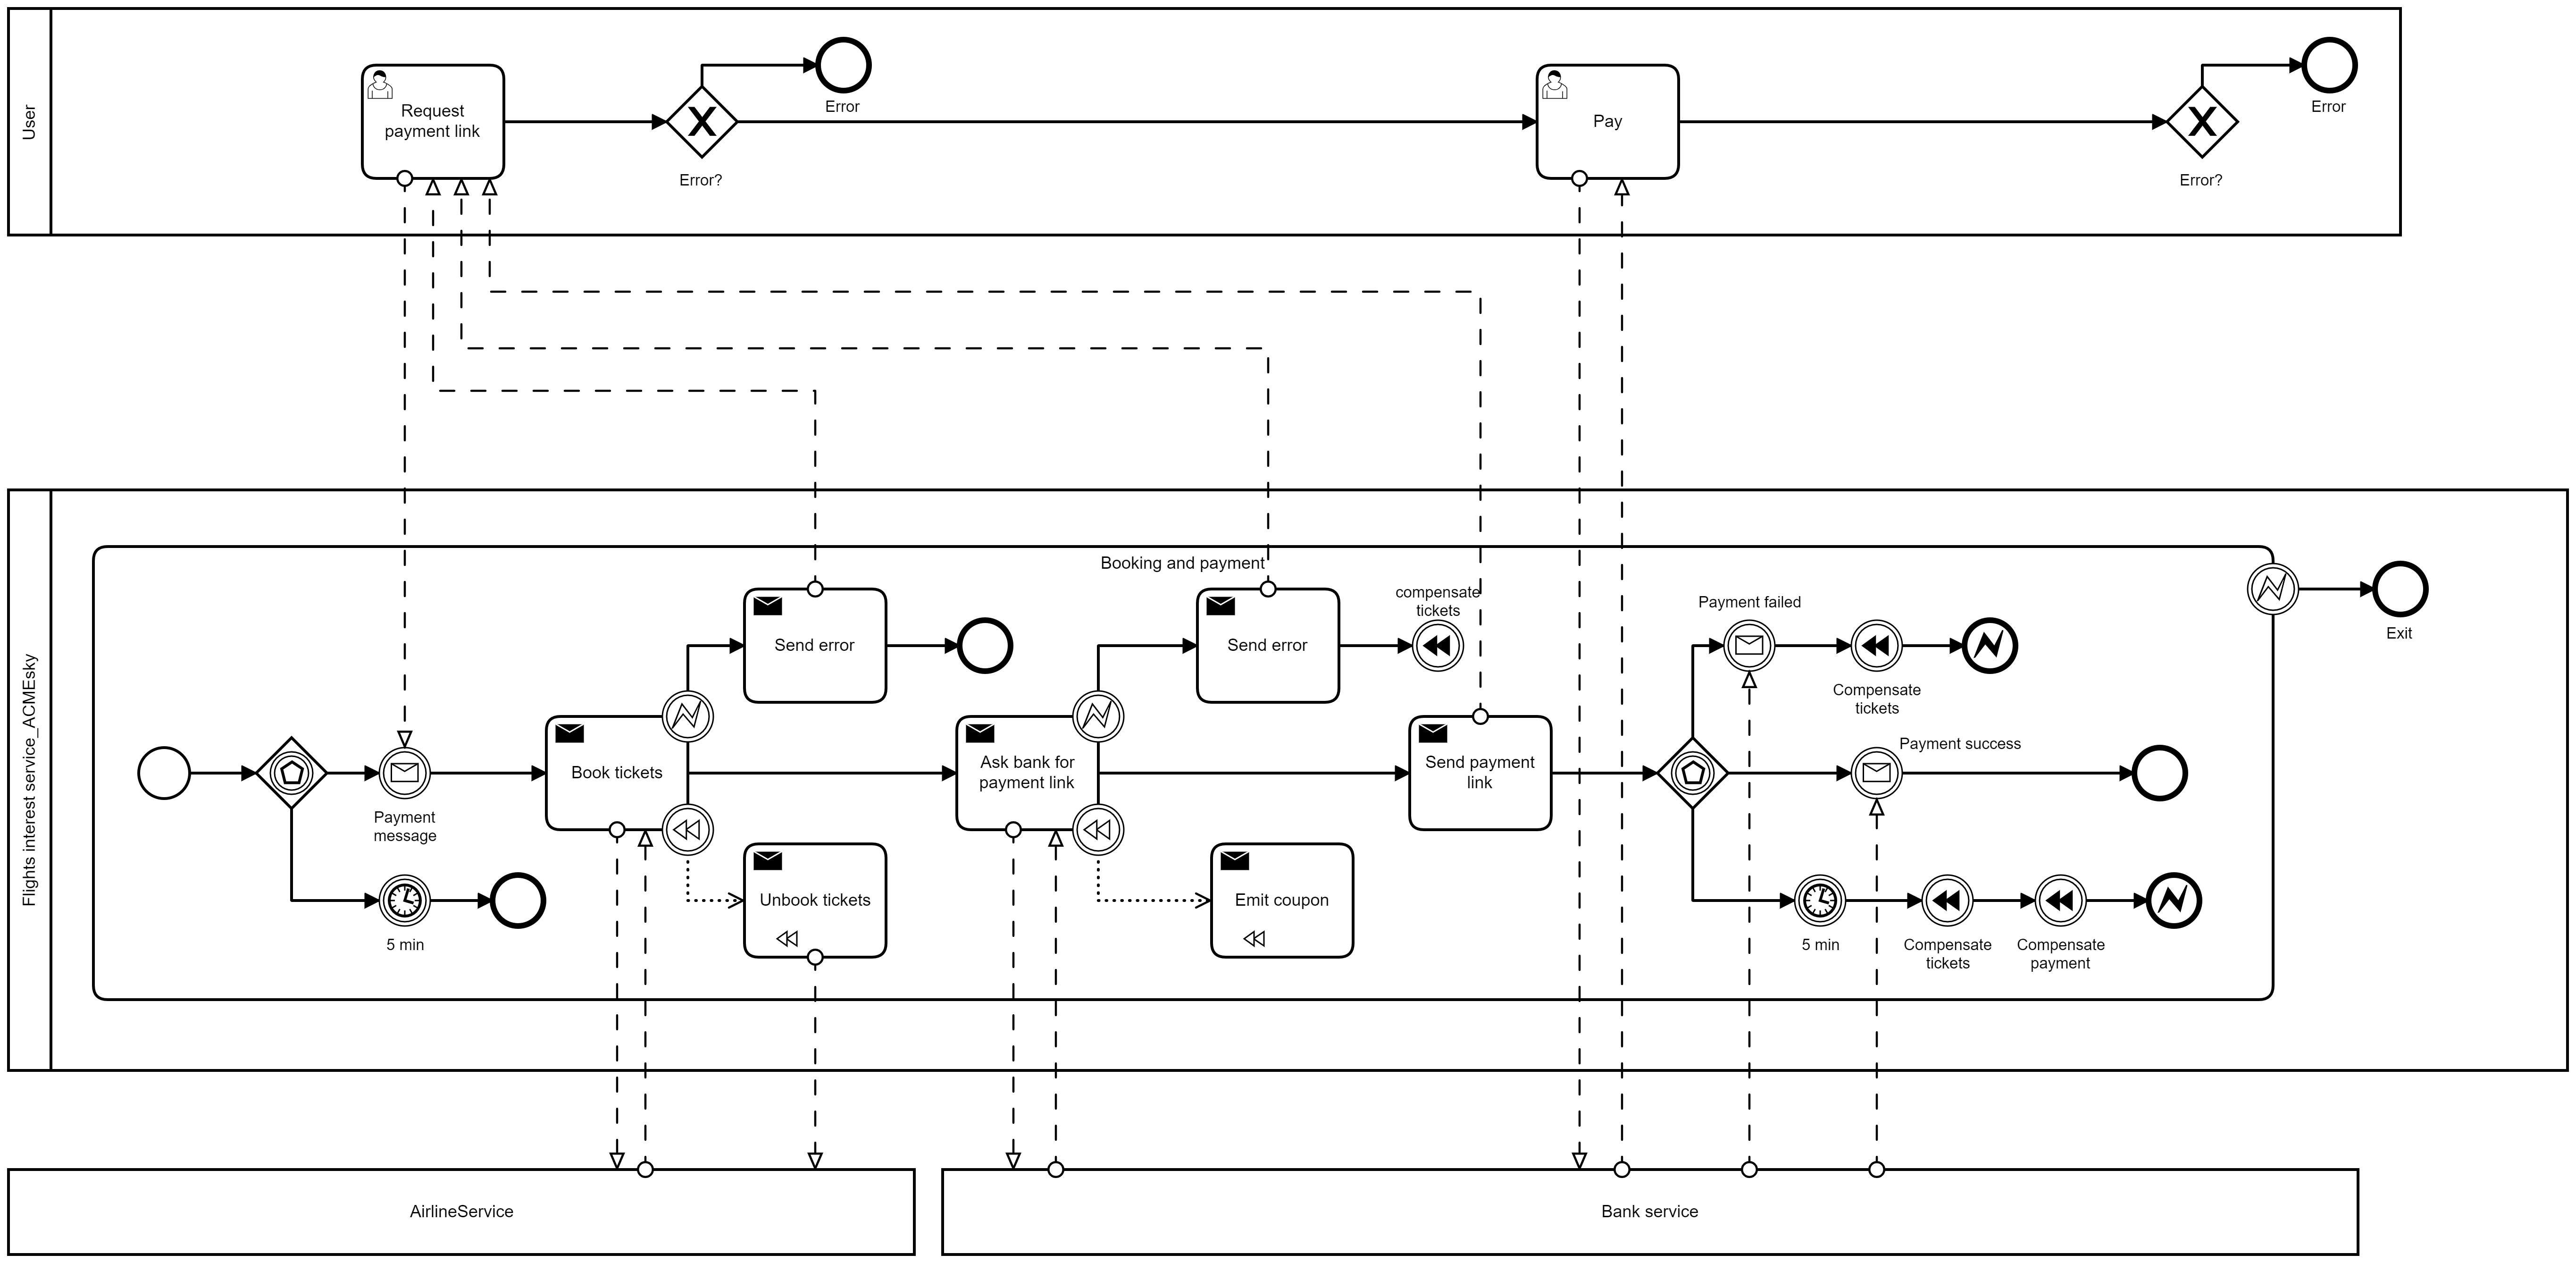 User
Request
payment link
Error?
Error
Pay
Error?
Error
Flights interest service_ACMEsky
Booking and payment
Payment
message
5 min
Book tickets
Send error
Unbook tickets
Ask bank for
payment link
Send error
compensate
tickets
Emit coupon
Send payment
link
Payment failed
Compensate
tickets
Payment success
5 min
Compensate
tickets
Compensate
payment
Exit
AirlineService
Bank service